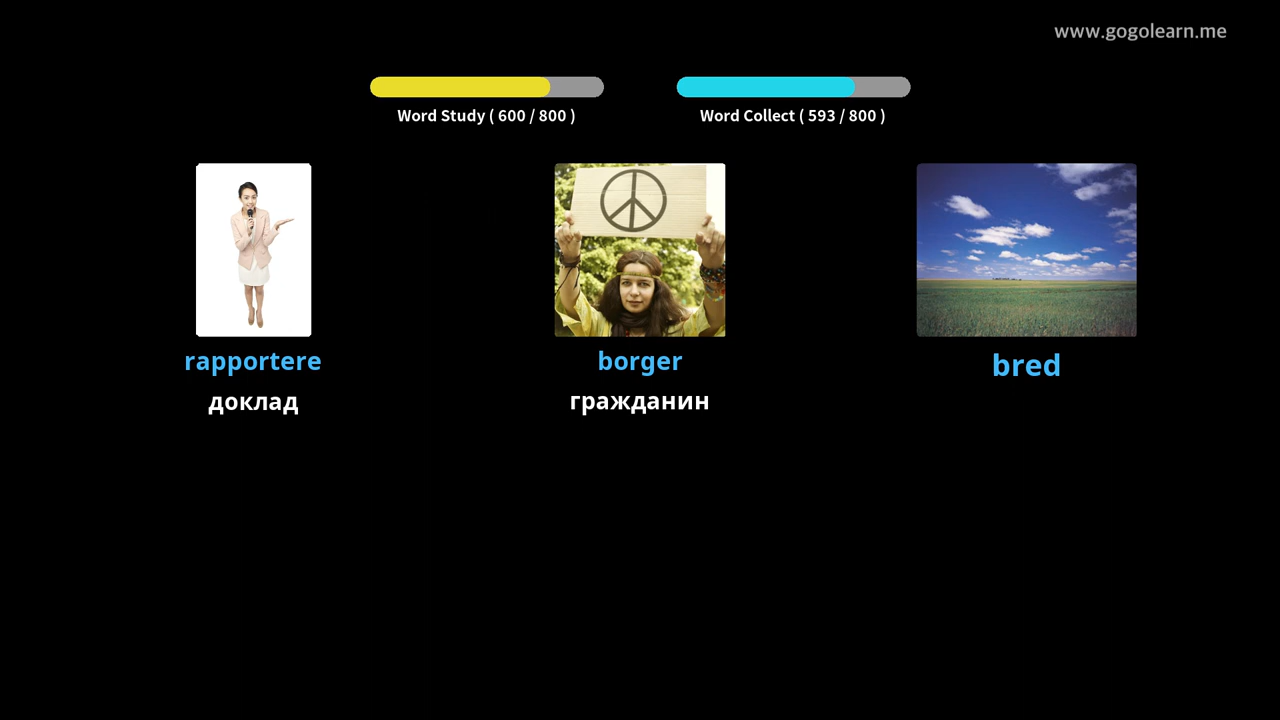 www.gogolearn.me
Word Study ( 600 / 800 )
Word Collect ( 593 / 800 )
rapportere
доклад
borger
гражданин
bred